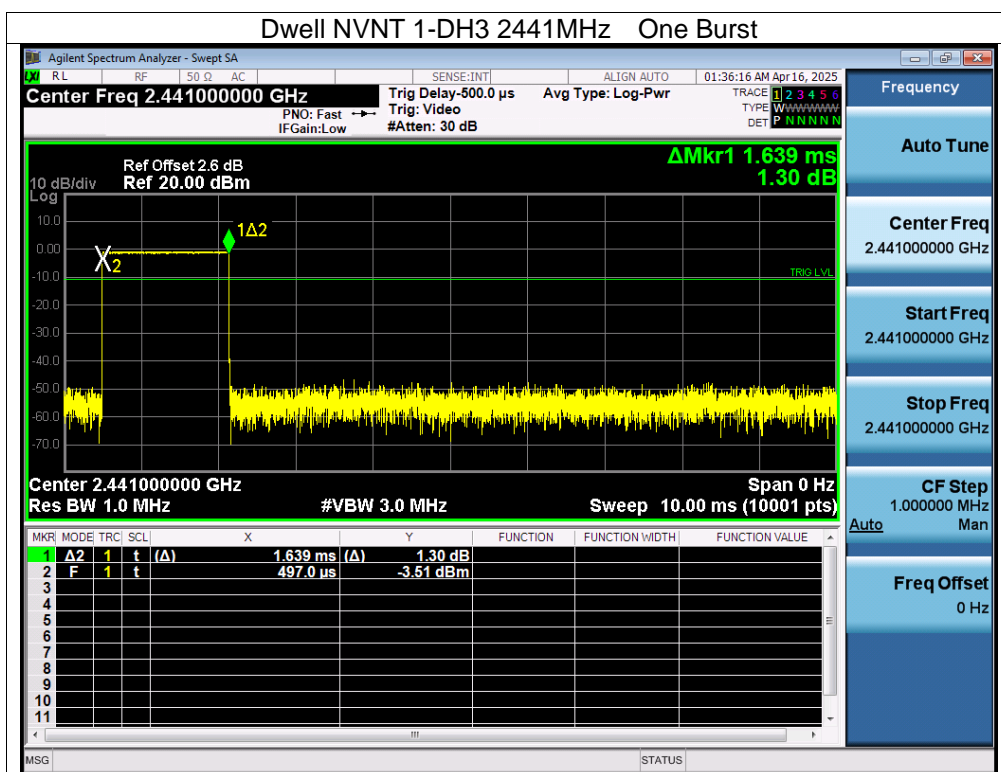 Dwell NVNT 1-DH3 2441MHz One Burst
Agilent Spectrum Analyzer - Swept SA
LXI RL RF 50 Ω AC SENSE:INT ALIGN AUTO 01:36:16 AM Apr 16, 2025
Center Freq 2.441000000 GHz
PNO: Fast
IFGain:Low
Trig Delay-500.0 µs
Trig: Video
#Atten: 30 dB
Avg Type: Log-Pwr
TRACE 1 2 3 4 5 6
TYPE WWWWWW
DET P N N N N N
Frequency
Auto Tune
ΔMkr1 1.639 ms
1.30 dB
Ref Offset 2.6 dB
10 dB/div Ref 20.00 dBm
Log
10.0
0.00
-10.0
-20.0
-30.0
-40.0
-50.0
-60.0
-70.0
1Δ2
X2
TRIG LVL
Center 2.441000000 GHz Span 0 Hz
Res BW 1.0 MHz #VBW 3.0 MHz Sweep 10.00 ms (10001 pts)
Center Freq
2.441000000 GHz
Start Freq
2.441000000 GHz
Stop Freq
2.441000000 GHz
CF Step
1.000000 MHz
Auto Man
Freq Offset
0 Hz
MKR MODE TRC SCL X Y FUNCTION FUNCTION WIDTH FUNCTION VALUE
1 Δ2 1 t (Δ) 1.639 ms (Δ) 1.30 dB
2 F 1 t 497.0 µs -3.51 dBm
3
4
5
6
7
8
9
10
11
MSG STATUS